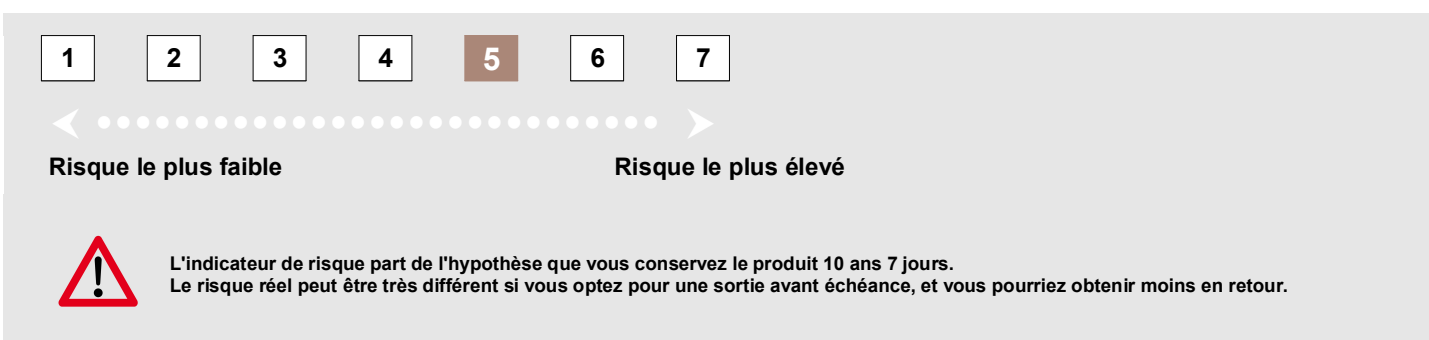 1 2 3 4 5 6 7
Risque le plus faible Risque le plus élevé
L'indicateur de risque part de l'hypothèse que vous conservez le produit 10 ans 7 jours.
Le risque réel peut être très différent si vous optez pour une sortie avant échéance, et vous pourriez obtenir moins en retour.